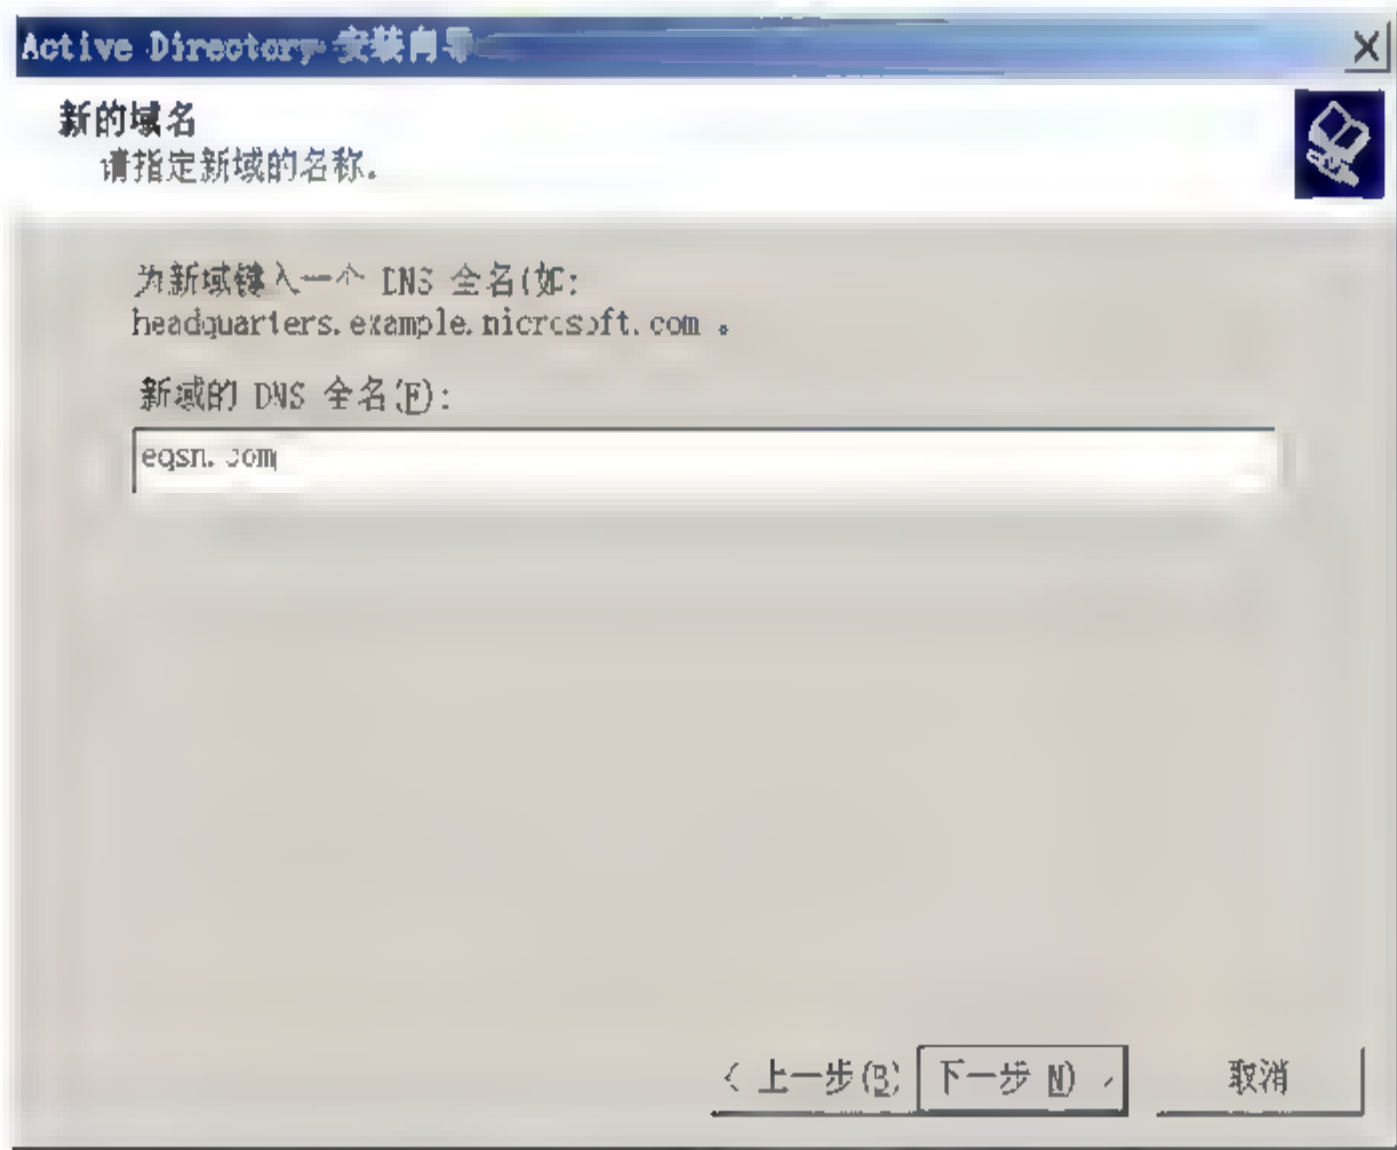 Active Directory 安装向导
新的域名
请指定新域的名称。
为新域键入一个 DNS 全名(如:
headquarters.example.microsoft.com 。
新域的 DNS 全名(F):
eqsn.com
< 上一步(B)
下一步(N) >
取消